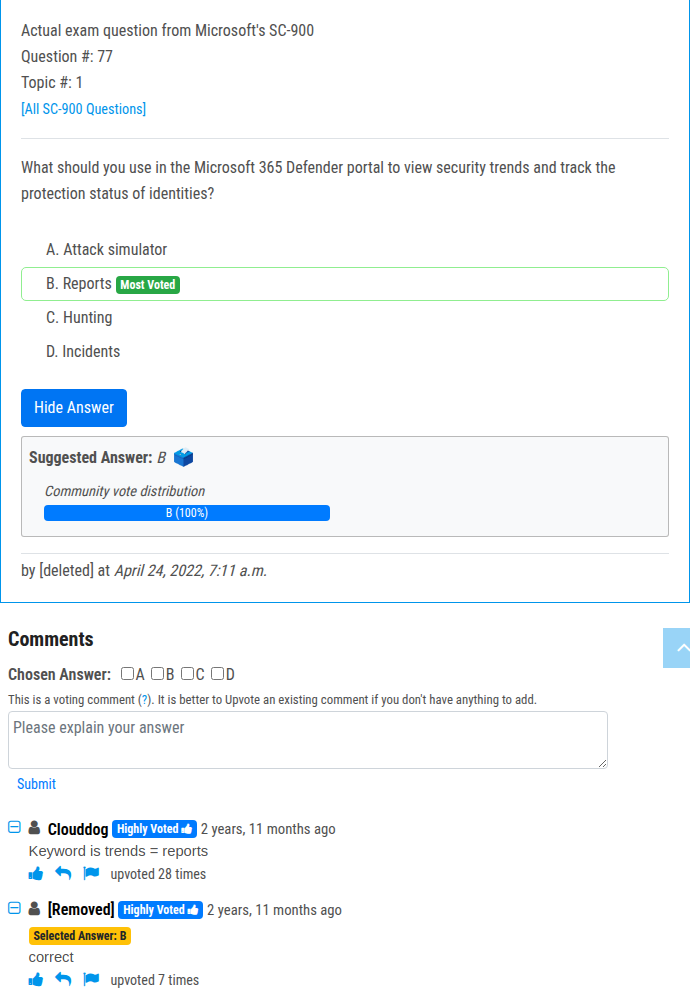 Actual exam question from Microsoft's SC-900
Question #: 77
Topic #: 1
[All SC-900 Questions]
What should you use in the Microsoft 365 Defender portal to view security trends and track the
protection status of identities?
A. Attack simulator
B. Reports Most Voted
C. Hunting
D. Incidents
Hide Answer
Suggested Answer: B
Community vote distribution
B (100%)
by [deleted] at April 24, 2022, 7:11 a.m.
Comments
Chosen Answer: A B C D
This is a voting comment (?). It is better to Upvote an existing comment if you don't have anything to add.
Please explain your answer
Submit
Clouddog Highly Voted 2 years, 11 months ago
Keyword is trends = reports
upvoted 28 times
[Removed] Highly Voted 2 years, 11 months ago
Selected Answer: B
correct
upvoted 7 times